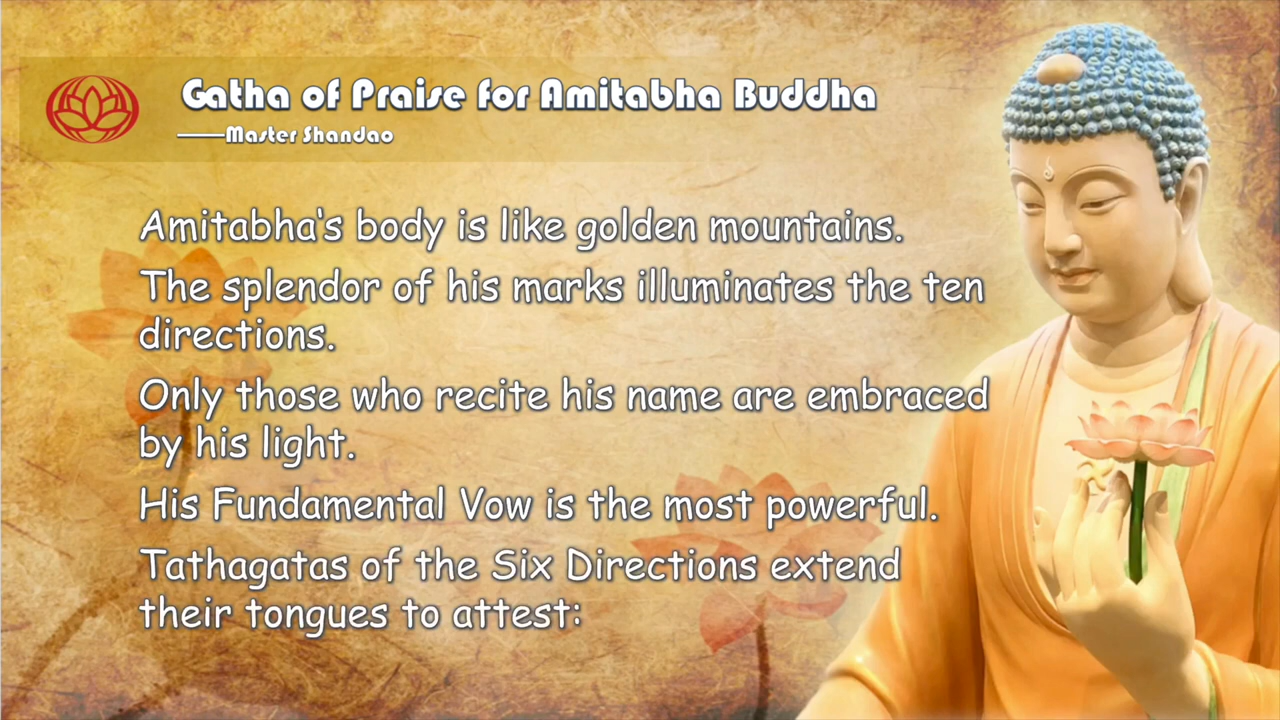 Gatha of Praise for Amitabha Buddha
——Master Shandao
Amitabha's body is like golden mountains.
The splendor of his marks illuminates the ten
directions.
Only those who recite his name are embraced
by his light.
His Fundamental Vow is the most powerful.
Tathagatas of the Six Directions extend
their tongues to attest: